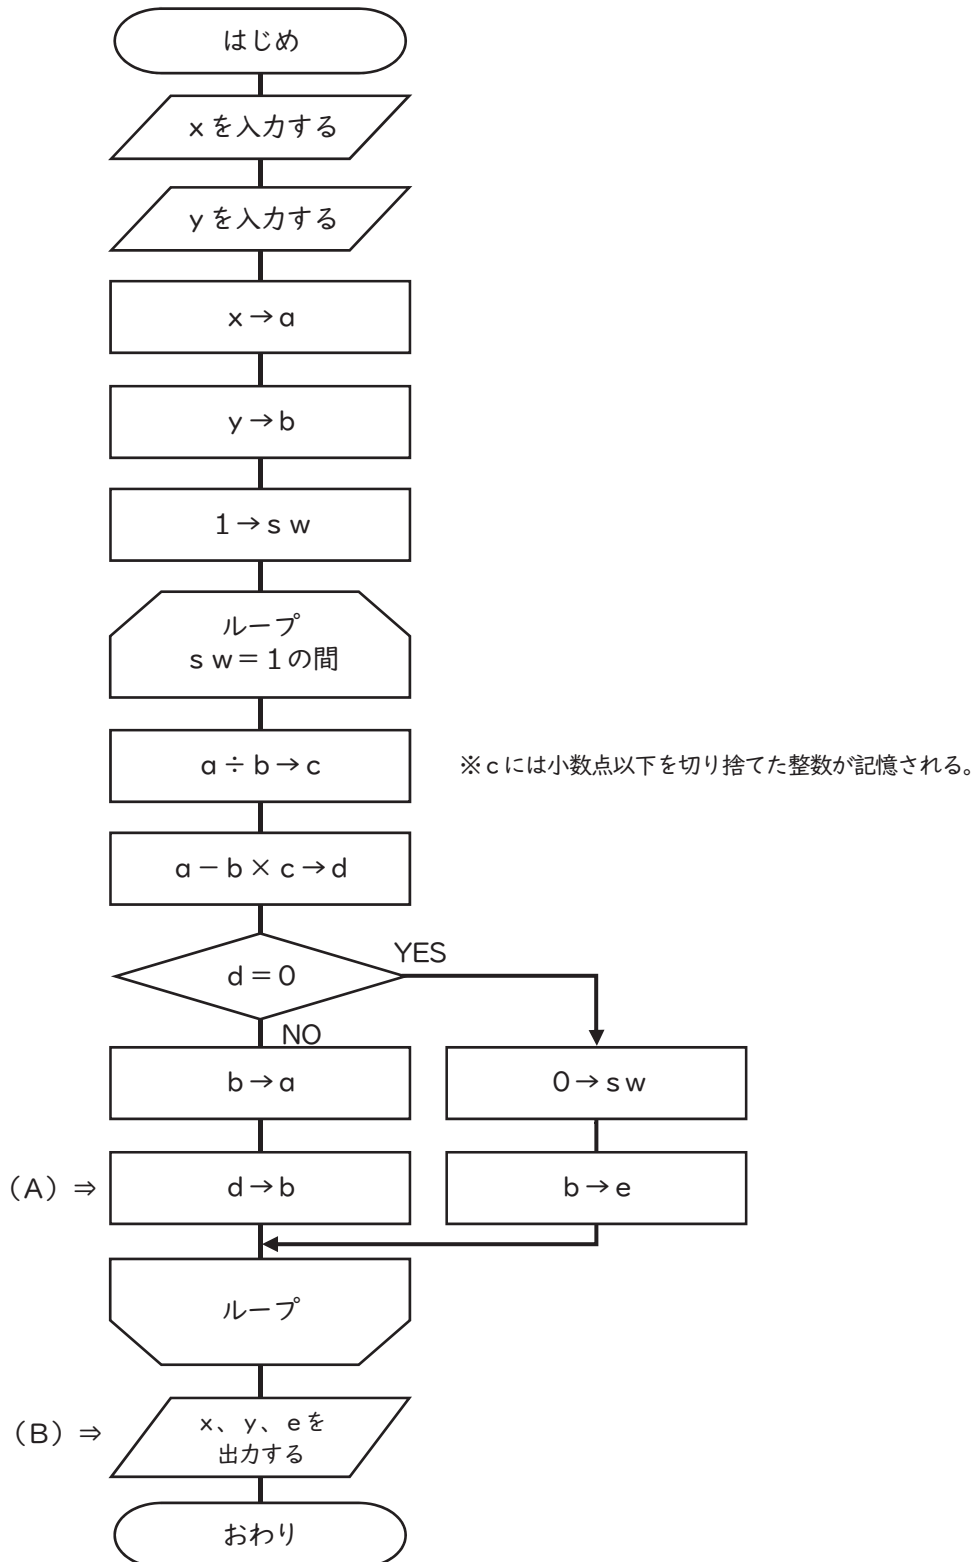 はじめ
xを入力する
yを入力する
x→a
y→b
1→sw
ループ
sw=1の間
a÷b→c
※cには小数点以下を切り捨てた整数が記憶される。
a-b×c→d
d=0
YES
NO
b→a
0→sw
(A)⇒
d→b
b→e
ループ
(B)⇒
x、y、eを
出力する
おわり